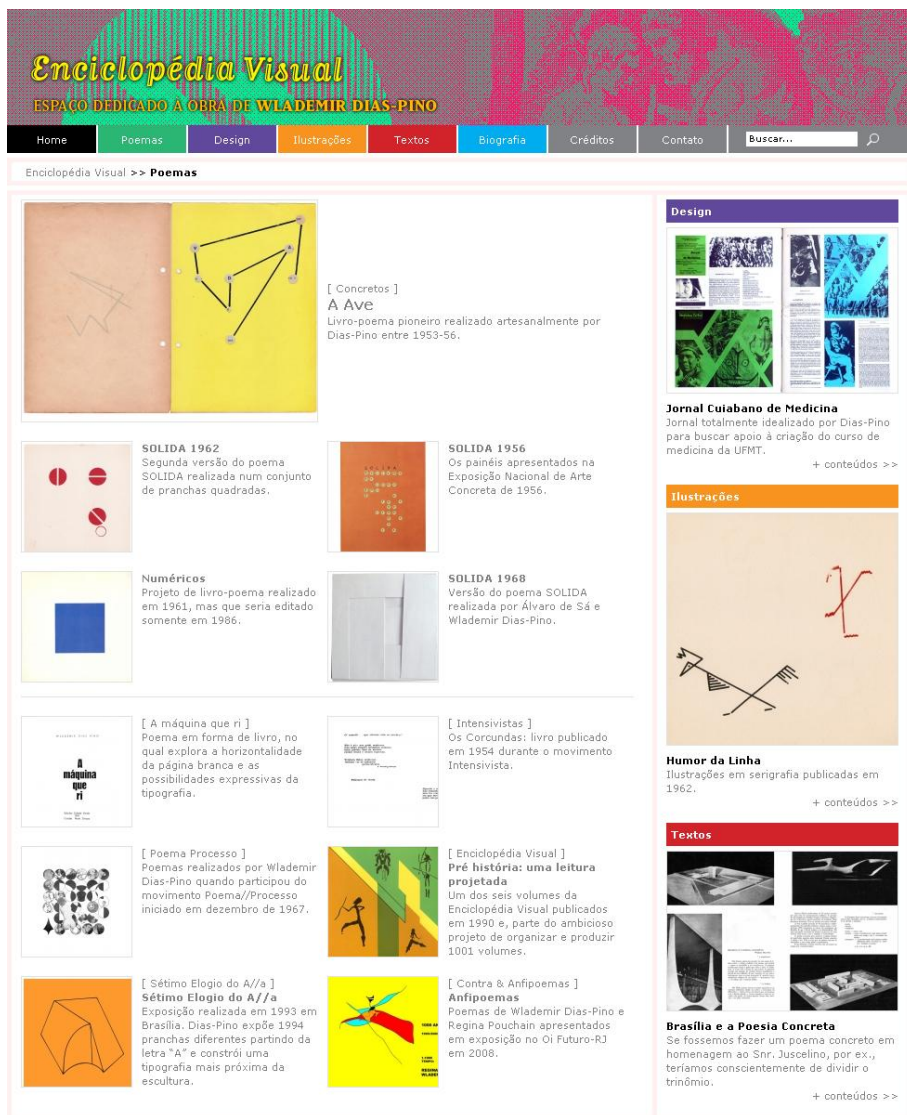 Enciclopédia Visual
ESPAÇO DEDICADO À OBRA DE WLADEMIR DIAS-PINO
Home Poemas Design Ilustrações Textos Biografia Créditos Contato Buscar...
Enciclopédia Visual >> Poemas
[ Concretos ]
A Ave
Livro-poema pioneiro realizado artesanalmente por
Dias-Pino entre 1953-56.
SOLIDA 1962
Segunda versão do poema
SOLIDA realizada num conjunto
de pranchas quadradas.
SOLIDA
SOLIDA 1956
Os painéis apresentados na
Exposição Nacional de Arte
Concreta de 1956.
Numéricos
Projeto de livro-poema realizado
em 1961, mas que seria editado
somente em 1986.
SOLIDA 1968
Versão do poema SOLIDA
realizada por Álvaro de Sá e
Wlademir Dias-Pino.
A
máquina
que
ri
[ A máquina que ri ]
Poema em forma de livro, no
qual explora a horizontalidade
da página branca e as
possibilidades expressivas da
tipografia.
[ Intensivistas ]
Os Corcundas: livro publicado
em 1954 durante o movimento
Intensivista.
[ Poema Processo ]
Poemas realizados por Wlademir
Dias-Pino quando participou do
movimento Poema//Processo
iniciado em dezembro de 1967.
[ Enciclopédia Visual ]
Pré história: uma leitura
projetada
Um dos seis volumes da
Enciclopédia Visual publicados
em 1990 e, parte do ambicioso
projeto de organizar e produzir
1001 volumes.
[ Sétimo Elogio do A//a ]
Sétimo Elogio do A//a
Exposição realizada em 1993 em
Brasília. Dias-Pino expõe 1994
pranchas diferentes partindo da
letra "A" e constrói uma
tipografia mais próxima da
escultura.
REGINA
WLADE
[ Contra & Anfipoemas ]
Anfipoemas
Poemas de Wlademir Dias-Pino e
Regina Pouchain apresentados
em exposição no Oi Futuro-RJ
em 2008.
Design
Jornal Cuiabano de Medicina
Jornal totalmente idealizado por Dias-Pino
para buscar apoio à criação do curso de
medicina da UFMT.
+ conteúdos >>
Ilustrações
Humor da Linha
Ilustrações em serigrafia publicadas em
1962.
+ conteúdos >>
Textos
Brasília e a Poesia Concreta
Se fossemos fazer um poema concreto em
homenagem ao Snr. Juscelino, por ex.,
teríamos conscientemente de dividir o
trinômio.
+ conteúdos >>